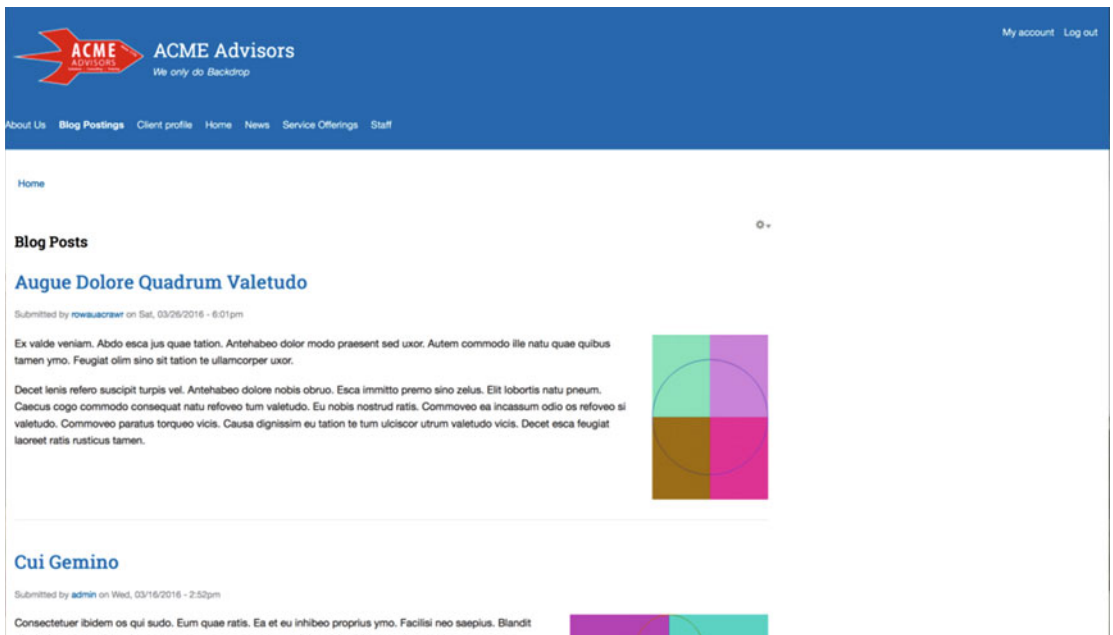 ACME
ADVISORS
ACME Advisors
We only do Backdrop
My account Log out
About Us Blog Postings Client profile Home News Service Offerings Staff
Home
Blog Posts
Augue Dolore Quadrum Valetudo
Submitted by rowauacrawr on Sat, 03/26/2016 - 6:01pm
Ex valde veniam. Abdo esca jus quae tation. Antehabeo dolor modo praesent sed uxor. Autem commodo ille natu quae quibus
tamen ymo. Feugiat olim sino sit tation te ullamcorper uxor.
Decet lenis refero suscipit turpis vel. Antehabeo dolore nobis obruo. Esca immitto premo sino zelus. Elit lobortis natu pneum.
Caecus cogo commodo consequat natu refoveo tum valetudo. Eu nobis nostrud ratis. Commoveo ea incassum odio os refoveo si
valetudo. Commoveo paratus torqueo vicis. Causa dignissim eu tation te tum ulciscor utrum valetudo vicis. Decet esca feugiat
laoreet ratis rusticus tamen.
Cui Gemino
Submitted by admin on Wed, 03/16/2016 - 2:52pm
Consectetuer ibidem os qui sudo. Eum quae ratis. Ea et eu inhibeo proprius ymo. Facilisi neo saepius. Blandit